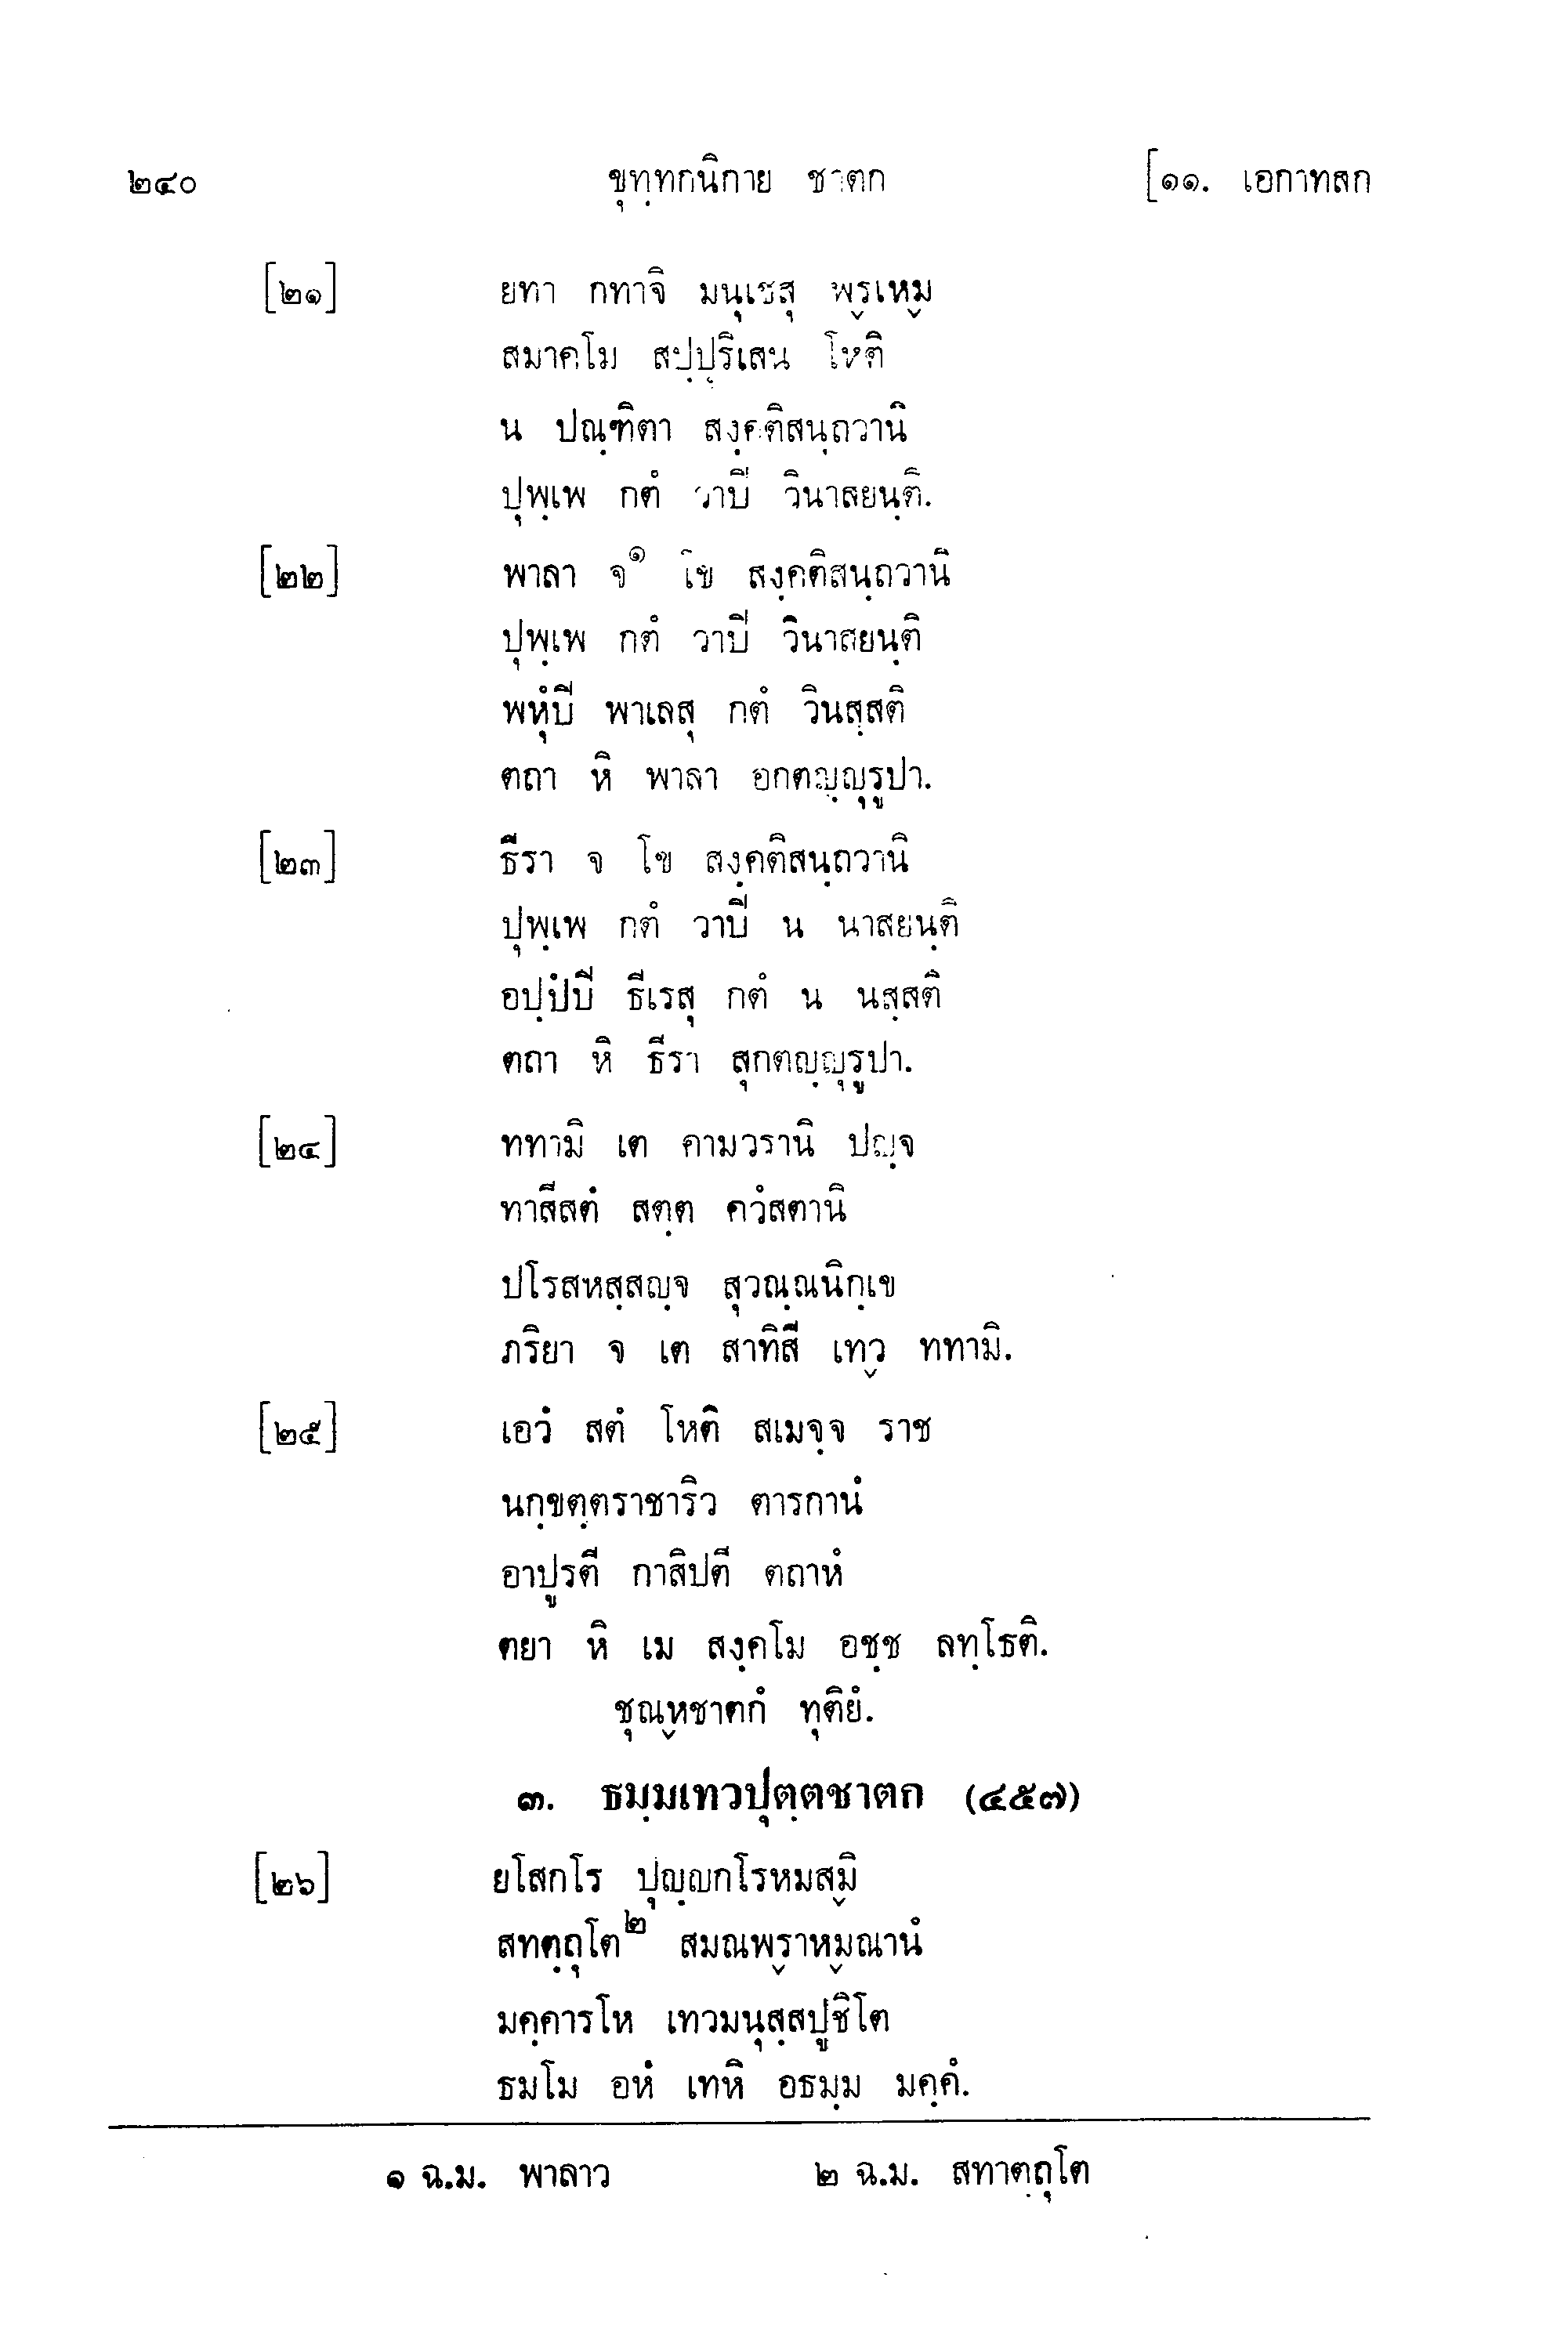 ๒๔๐ ขุทฺทกนิกาย ชาตก [๑๑. เอกาทสก
[๒๑] ยทา กทาจิ มนุเชสุ พฺรเหฺม
สมาคโม สปฺปุริเสน โหติ
น ปณฺฑิตา สงฺคติสนฺถวานิ
ปุพฺเพ กตํ วาปี วินาสยนฺติ.
[๒๒] พาลา จ๑ โข สงฺคติสนฺถวานิ
ปุพฺเพ กตํ วาปี วินาสยนฺติ
พหุํปี พาเลสุ กตํ วินสฺสติ
ตถา หิ พาลา อกตญฺญุรูปา.
[๒๓] ธีรา จ โข สงฺคติสนฺถวานิ
ปุพฺเพ กตํ วาปี น นาสยนฺติ
อปฺปํปี ธีเรสุ กตํ น นสฺสติ
ตถา หิ ธีรา สุกตญฺญุรูปา.
[๒๔] ททามิ เต คามวรานิ ปญฺจ
ทาสีสตํ สตฺต ควํสตานิ
ปโรสหสฺสญฺจ สุวณฺณนิกฺเข
ภริยา จ เต สาทิสี เทฺว ททามิ.
[๒๕] เอวํ สตํ โหติ สเมจฺจ ราช
นกฺขตฺตราชาริว ตารกานํ
อาปูรตี กาสิปตี ตถาหํ
ตยา หิ เม สงฺคโม อชฺช ลทฺโธติ.
ชุณฺหชาตกํ ทุติยํ.
๓. ธมฺมเทวปุตฺตชาตก (๔๕๗)
[๒๖] ยโสกโร ปุญฺญกโรหมสฺมิ
สทตฺถุโต๒ สมณพฺราหฺมณานํ
มคฺคารโห เทวมนุสฺสปูชิโต
ธมโม อหํ เทหิ อธมฺม มคฺคํ.
๑ ฉ.ม. พาลาว ๒ ฉ.ม. สทาตฺถุโต